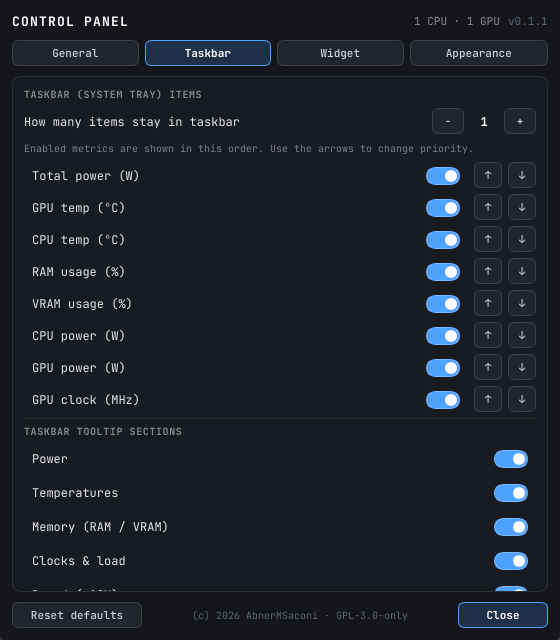 CONTROL PANEL 1 CPU · 1 GPU v0.1.1
General Taskbar Widget Appearance
TASKBAR (SYSTEM TRAY) ITEMS
How many items stay in taskbar - 1 +
Enabled metrics are shown in this order. Use the arrows to change priority.
Total power (W) ↑ ↓
GPU temp (°C) ↑ ↓
CPU temp (°C) ↑ ↓
RAM usage (%) ↑ ↓
VRAM usage (%) ↑ ↓
CPU power (W) ↑ ↓
GPU power (W) ↑ ↓
GPU clock (MHz) ↑ ↓
TASKBAR TOOLTIP SECTIONS
Power
Temperatures
Memory (RAM / VRAM)
Clocks & load
Reset defaults (c) 2026 AbnerMSaconi · GPL-3.0-only Close